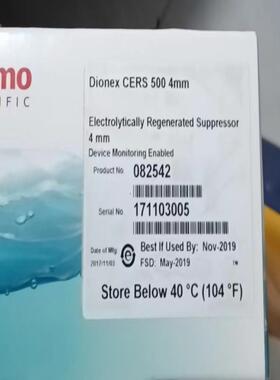 mo
IFIC
Dionex CERS 500 4mm
Electrolytically Regenerated Suppressor
4 mm
Device Monitoring Enabled
Product No 082542
Serial No 171103005
Date of Mfg
2017/11/03
e
Best If Used By: Nov-2019
FSD: May-2019
TW
Store Below 40 °C (104 °F)